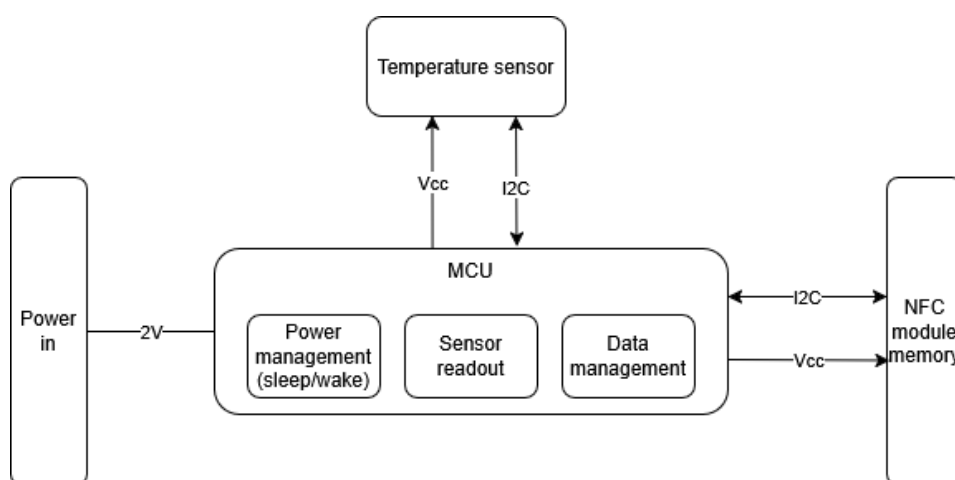 Temperature sensor
Vcc
I2C
MCU
Power
in
2V
Power
management
(sleep/wake)
Sensor
readout
Data
management
I2C
Vcc
NFC
module
memory